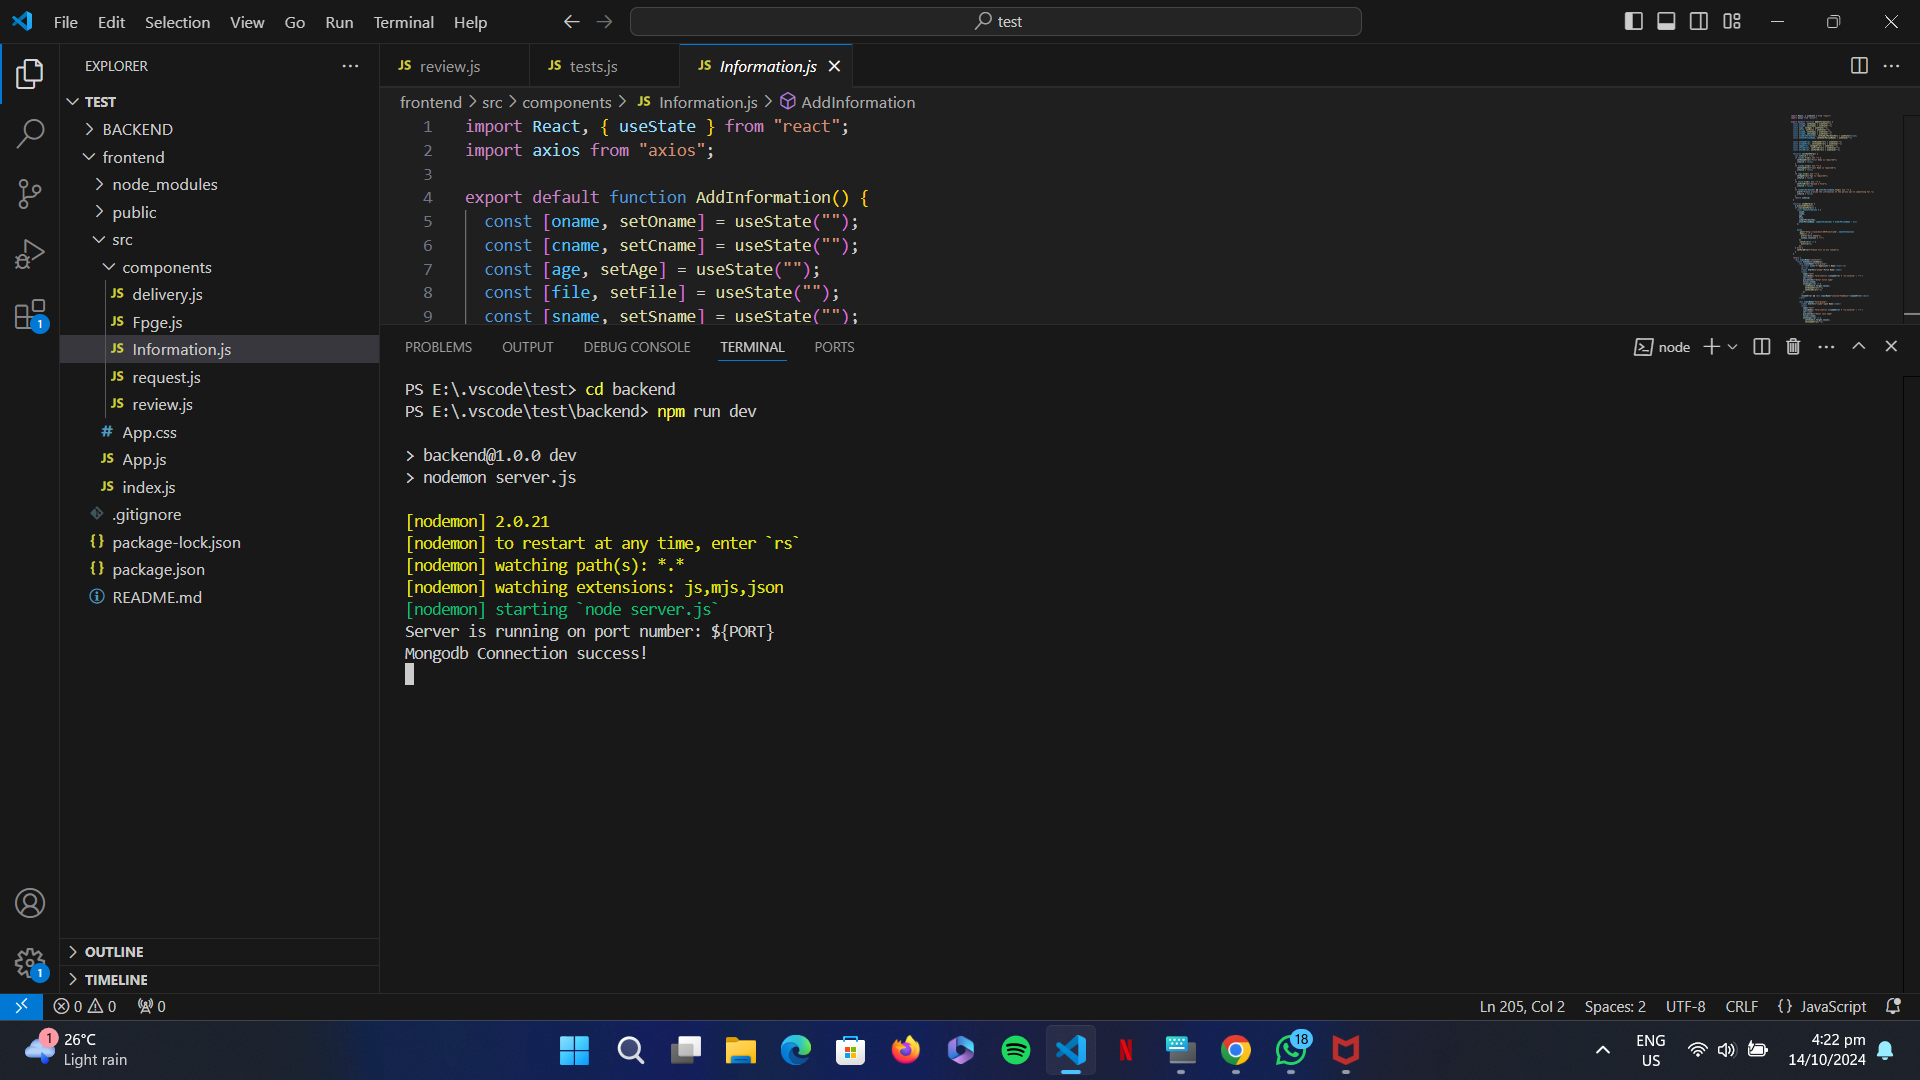 File Edit Selection View Go Run Terminal Help
test
EXPLORER
TEST
BACKEND
frontend
node_modules
public
src
components
JS delivery.js
JS Fpge.js
JS Information.js
JS request.js
JS review.js
# App.css
JS App.js
JS index.js
.gitignore
{} package-lock.json
{} package.json
README.md
OUTLINE
TIMELINE
1
1
JS review.js JS tests.js JS Information.js
frontend > src > components > JS Information.js > AddInformation
1 import React, { useState } from "react";
2 import axios from "axios";
3
4 export default function AddInformation() {
5 const [oname, setOname] = useState("");
6 const [cname, setCname] = useState("");
7 const [age, setAge] = useState("");
8 const [file, setFile] = useState("");
9 const [sname, setSname] = useState("");
PROBLEMS OUTPUT DEBUG CONSOLE TERMINAL PORTS
node
PS E:\.vscode\test> cd backend
PS E:\.vscode\test\backend> npm run dev
> backend@1.0.0 dev
> nodemon server.js
[nodemon] 2.0.21
[nodemon] to restart at any time, enter `rs`
[nodemon] watching path(s): *.*
[nodemon] watching extensions: js,mjs,json
[nodemon] starting `node server.js`
Server is running on port number: ${PORT}
Mongodb Connection success!
0 0 0
Ln 205, Col 2 Spaces: 2 UTF-8 CRLF {} JavaScript
1
26°C
Light rain
N
18
ENG
US
4:22 pm
14/10/2024